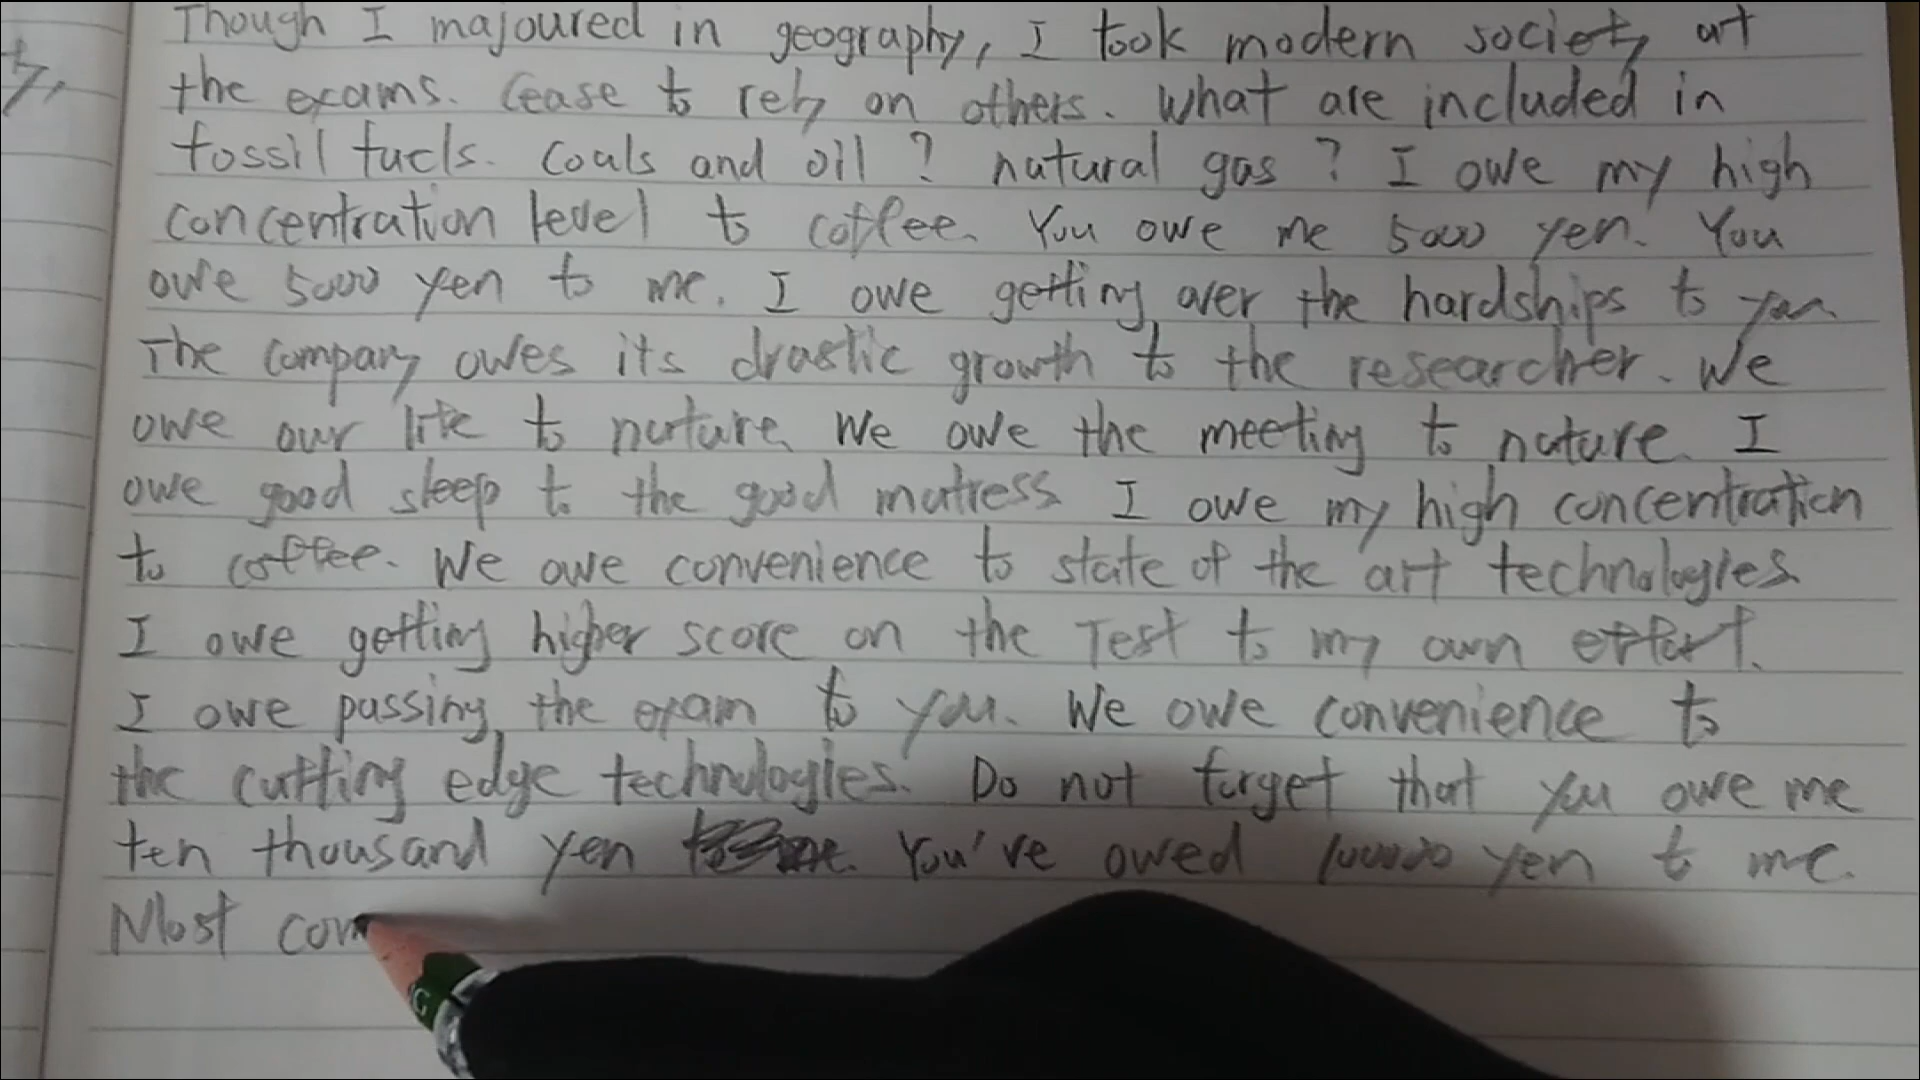 Though I majoured in geography, I took modern society at
the exams. Cease to rely on others. What are included in
fossil fuels. Coals and oil ? natural gas ? I owe my high
concentration level to coffee. You owe me 5000 yen. You
owe 5000 yen to me. I owe getting over the hardships to you.
The company owes its drastic growth to the researcher. We
owe our life to nature. We owe the meeting to nature. I
owe good sleep to the good matress. I owe my high concentration
to coffee. We owe convenience to state of the art technologies.
I owe getting higher score on the Test to my own effort.
I owe passing the exam to you. We owe convenience to
the cutting edge technologies. Do not forget that you owe me
ten thousand yen You've owed yen to me.
Most com